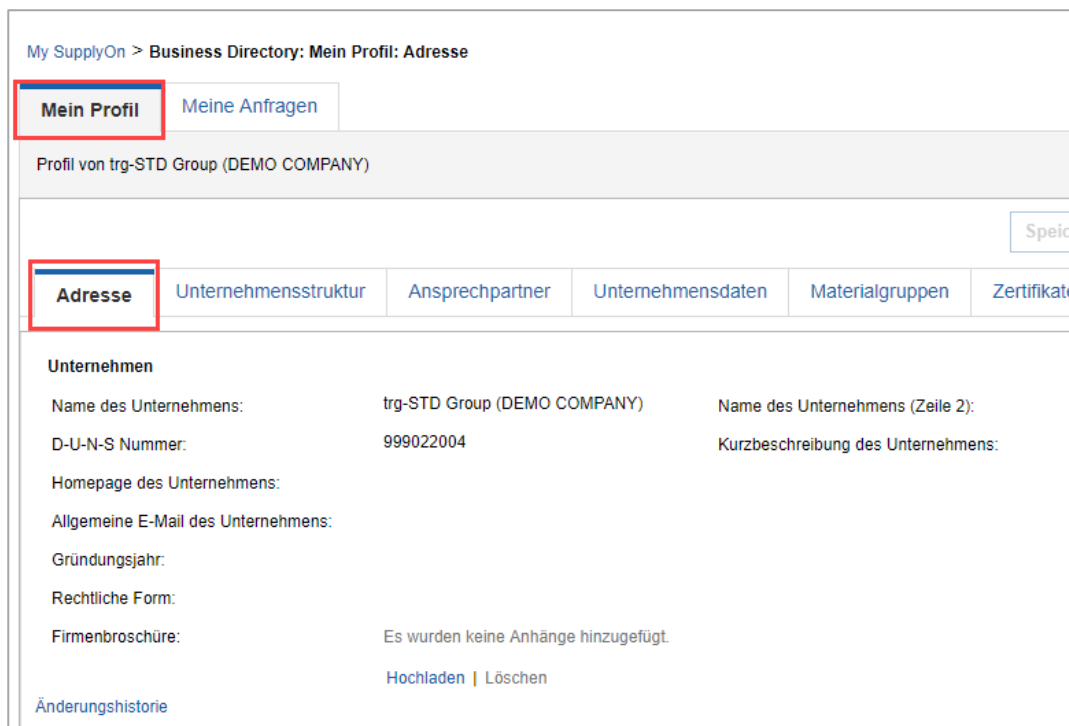 My SupplyOn > Business Directory: Mein Profil: Adresse
Mein Profil Meine Anfragen
Profil von trg-STD Group (DEMO COMPANY)
Adresse Unternehmensstruktur Ansprechpartner Unternehmensdaten Materialgruppen
Unternehmen
Name des Unternehmens: trg-STD Group (DEMO COMPANY) Name des Unternehmens (Zeile 2):
D-U-N-S Nummer: 999022004 Kurzbeschreibung des Unternehmens:
Homepage des Unternehmens:
Allgemeine E-Mail des Unternehmens:
Gründungsjahr:
Rechtliche Form:
Firmenbroschüre: Es wurden keine Anhänge hinzugefügt.
Hochladen | Löschen
Änderungshistorie